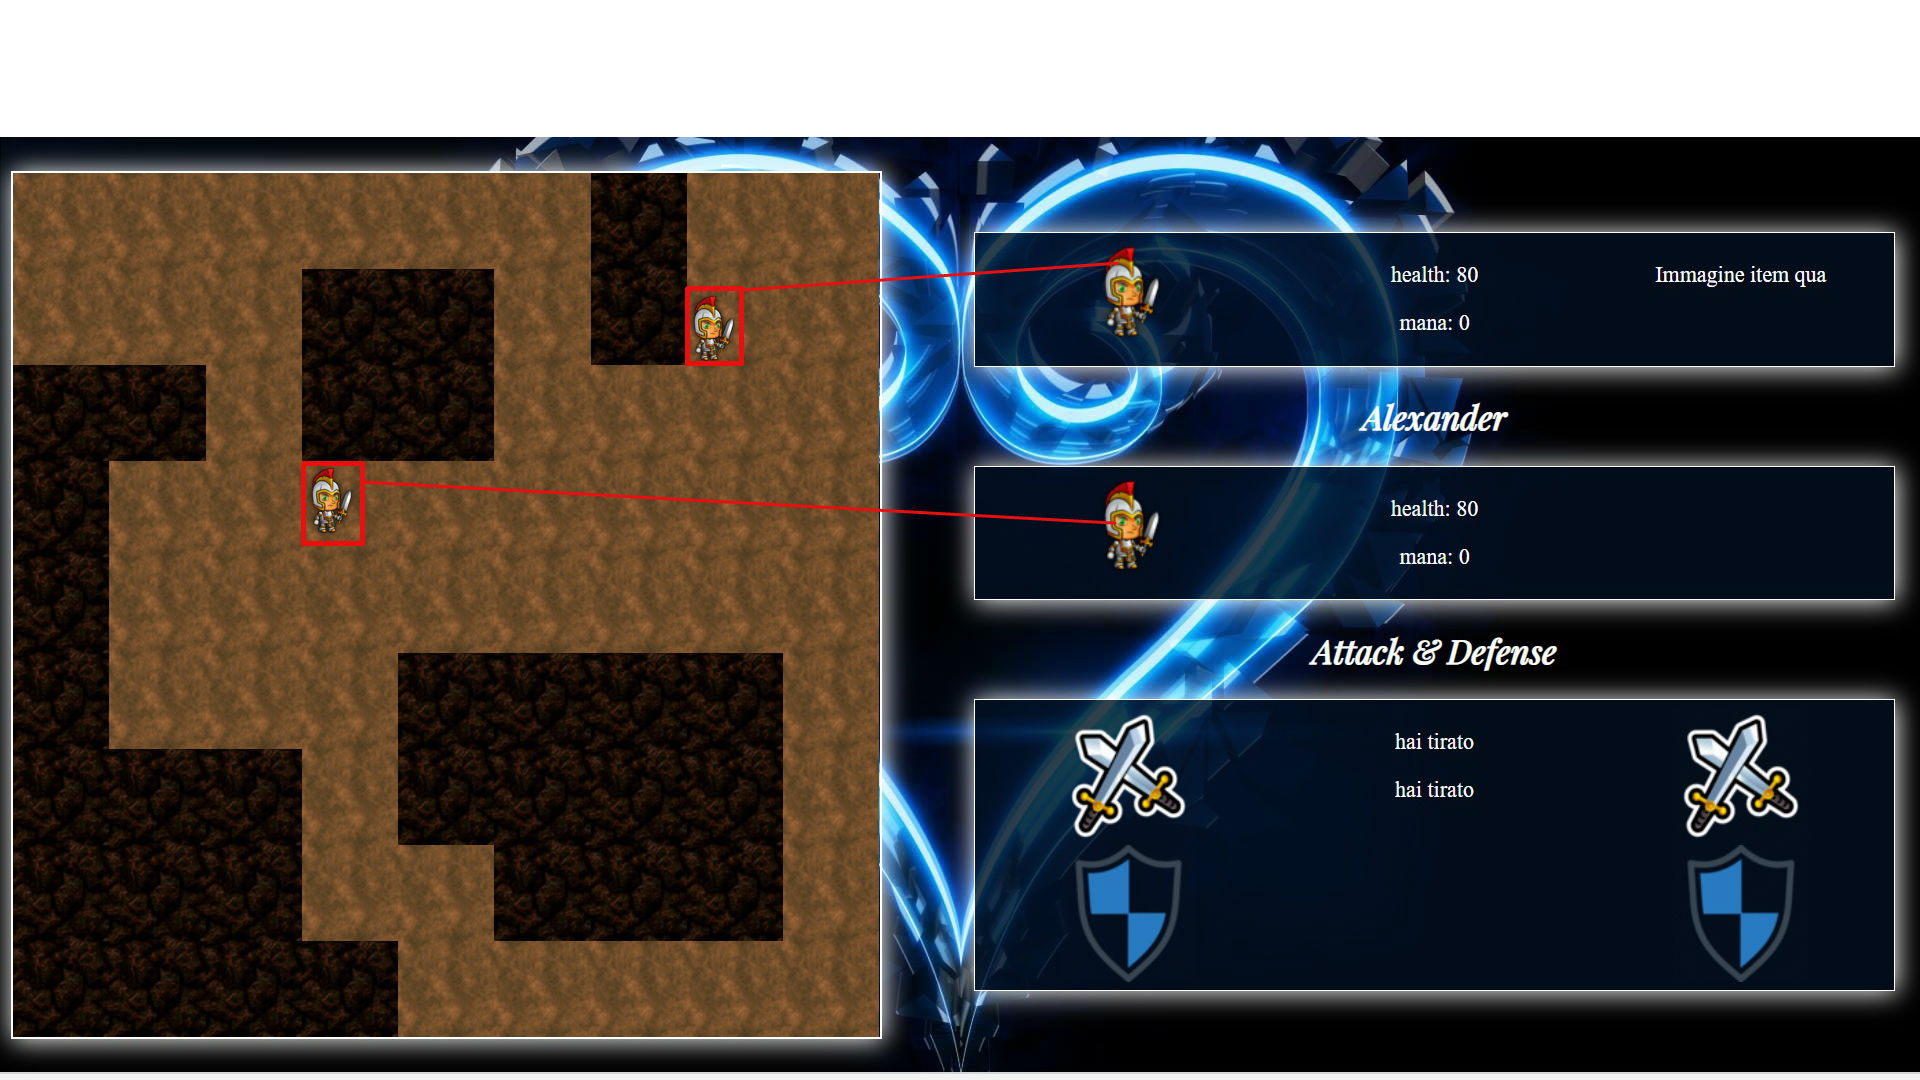 health: 80
Immagine item qua
mana: 0
Alexander
health: 80
mana: 0
Attack & Defense
hai tirato
hai tirato